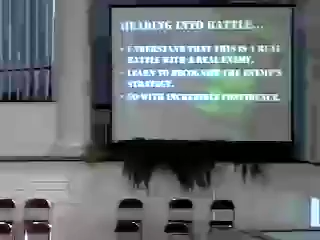 HEADING INTO BATTLE...
• UNDERSTAND THAT THIS IS A REAL
BATTLE WITH A REAL ENEMY.
• LEARN TO RECOGNIZE THE ENEMY'S
STRATEGY.
• GO WITH INCREDIBLE CONFIDENCE.